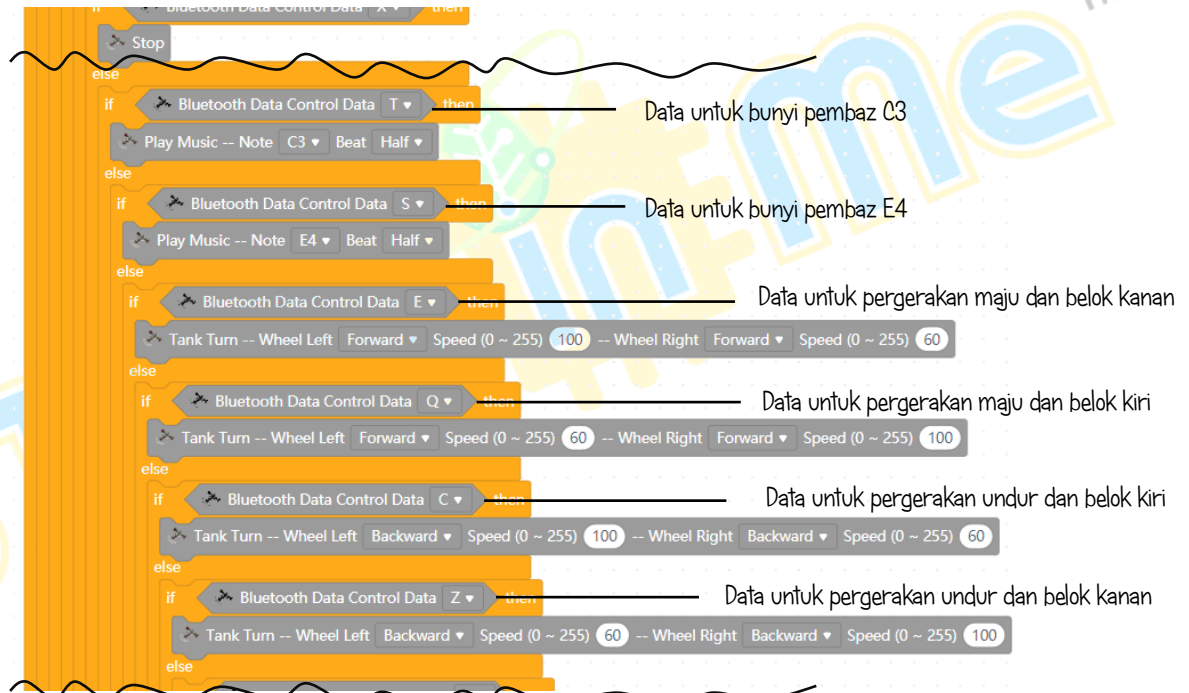 if Bluetooth Data Control Data X ▾ then
Stop
else
if Bluetooth Data Control Data T ▾ then Data untuk bunyi pembaz C3
Play Music -- Note C3 ▾ Beat Half ▾
else
if Bluetooth Data Control Data S ▾ then Data untuk bunyi pembaz E4
Play Music -- Note E4 ▾ Beat Half ▾
else
if Bluetooth Data Control Data E ▾ then Data untuk pergerakan maju dan belok kanan
Tank Turn -- Wheel Left Forward ▾ Speed (0 ~ 255) 100 -- Wheel Right Forward ▾ Speed (0 ~ 255) 60
else
if Bluetooth Data Control Data Q ▾ then Data untuk pergerakan maju dan belok kiri
Tank Turn -- Wheel Left Forward ▾ Speed (0 ~ 255) 60 -- Wheel Right Forward ▾ Speed (0 ~ 255) 100
else
if Bluetooth Data Control Data C ▾ then Data untuk pergerakan undur dan belok kiri
Tank Turn -- Wheel Left Backward ▾ Speed (0 ~ 255) 100 -- Wheel Right Backward ▾ Speed (0 ~ 255) 60
else
if Bluetooth Data Control Data Z ▾ then Data untuk pergerakan undur dan belok kanan
Tank Turn -- Wheel Left Backward ▾ Speed (0 ~ 255) 60 -- Wheel Right Backward ▾ Speed (0 ~ 255) 100
else
in-me